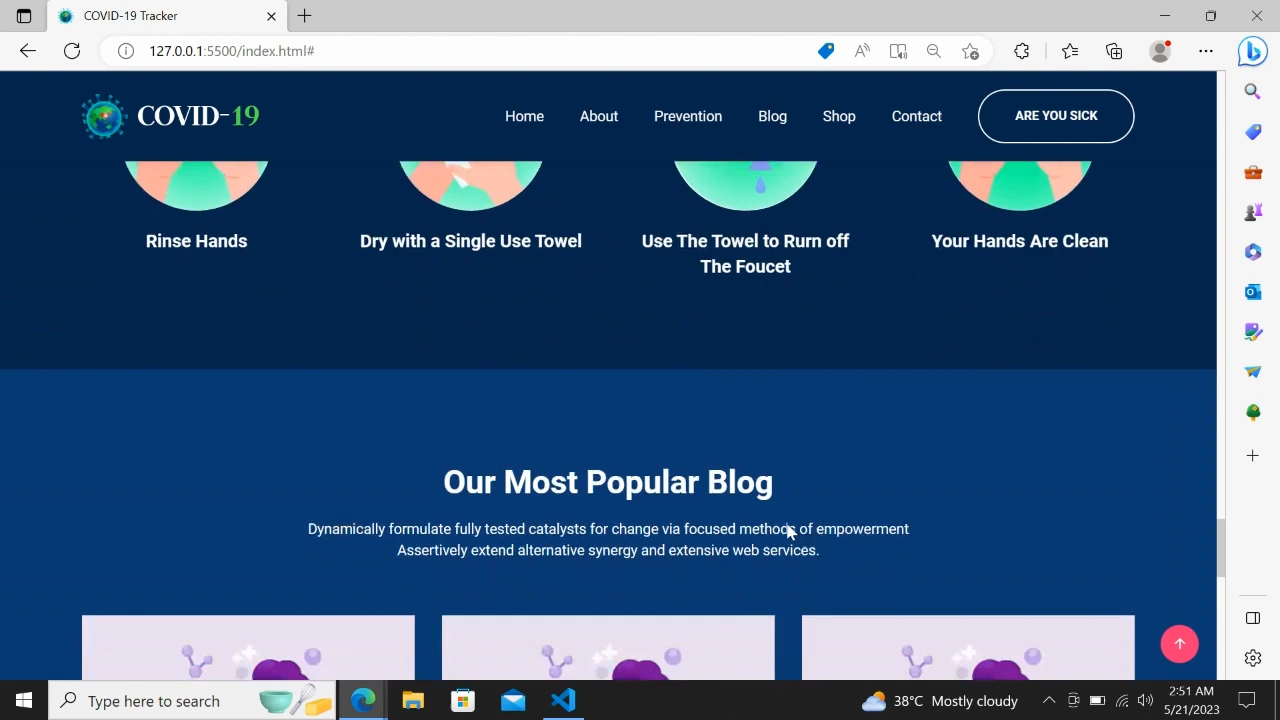 COVID-19 Tracker
127.0.0.1:5500/index.html#
COVID-19
Home
About
Prevention
Blog
Shop
Contact
ARE YOU SICK
Rinse Hands
Dry with a Single Use Towel
Use The Towel to Rurn off
The Foucet
Your Hands Are Clean
Our Most Popular Blog
Dynamically formulate fully tested catalysts for change via focused methods of empowerment
Assertively extend alternative synergy and extensive web services.
Type here to search
38°C Mostly cloudy
2:51 AM
5/21/2023